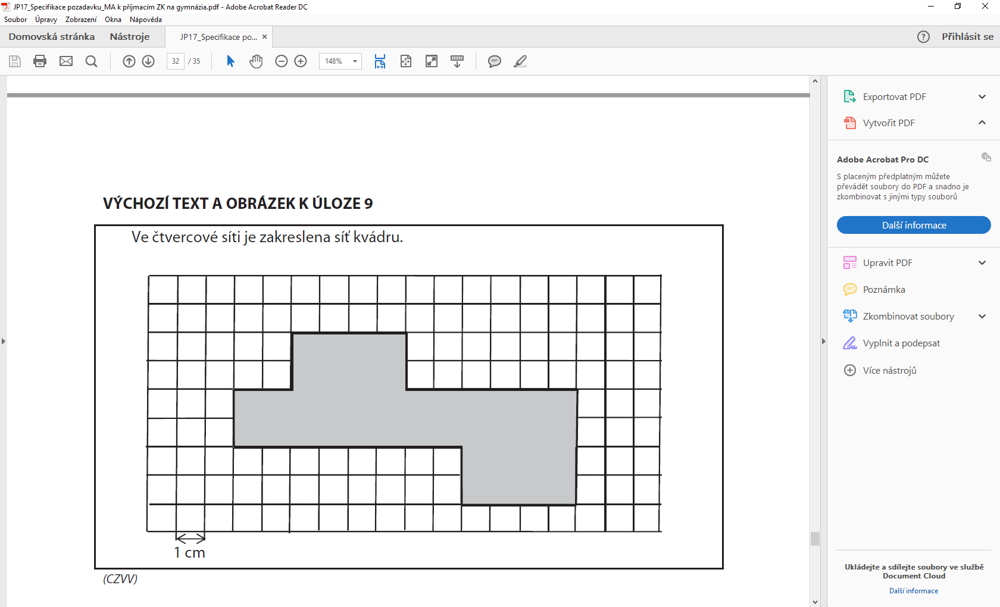 JP17_Specifikace pozadavku_MA k příjmacím ZK na gymnázia.pdf - Adobe Acrobat Reader DC
Soubor Úpravy Zobrazení Okna Nápověda
Domovská stránka Nástroje JP17_Specifikace po... × ? Přihlásit se
32 / 35 148%
VÝCHOZÍ TEXT A OBRÁZEK K ÚLOZE 9
Ve čtvercové síti je zakreslena síť kvádru.
1 cm
(CZVV)
Exportovat PDF
Vytvořit PDF
Adobe Acrobat Pro DC
S placeným předplatným můžete
převádět soubory do PDF a snadno je
zkombinovat s jinými typy souborů
Další informace
Upravit PDF
Poznámka
Zkombinovat soubory
Vyplnit a podepsat
Více nástrojů
Ukládejte a sdílejte soubory ve službě
Document Cloud
Další informace